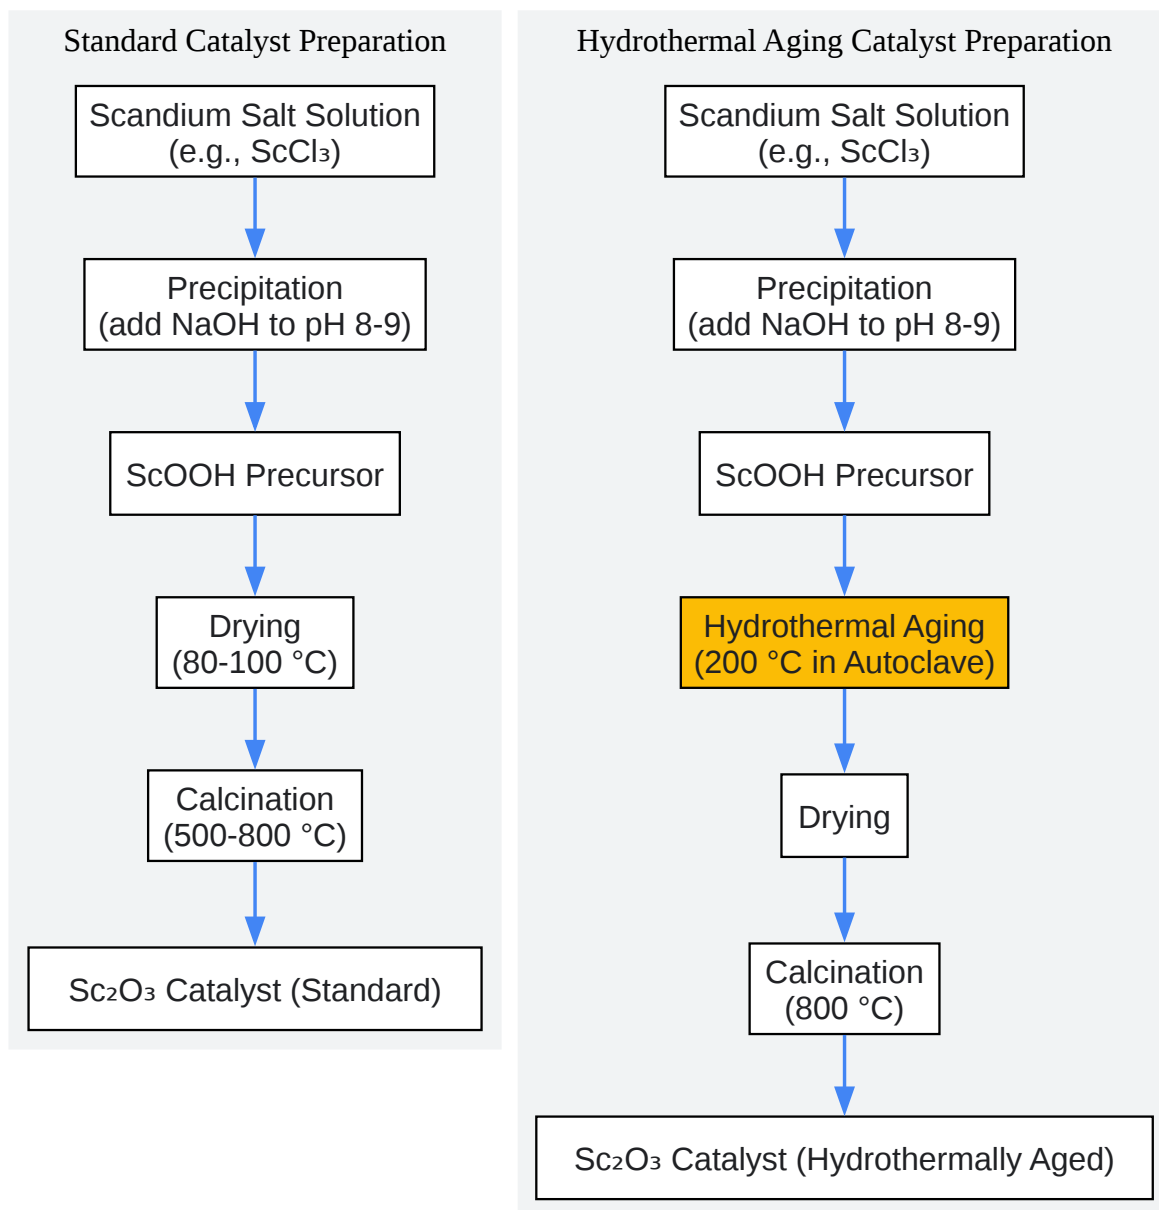 Standard Catalyst Preparation
Scandium Salt Solution
(e.g., ScCl₃)
Precipitation
(add NaOH to pH 8-9)
ScOOH Precursor
Drying
(80-100 °C)
Calcination
(500-800 °C)
Sc₂O₃ Catalyst (Standard)
Hydrothermal Aging Catalyst Preparation
Scandium Salt Solution
(e.g., ScCl₃)
Precipitation
(add NaOH to pH 8-9)
ScOOH Precursor
Hydrothermal Aging
(200 °C in Autoclave)
Drying
Calcination
(800 °C)
Sc₂O₃ Catalyst (Hydrothermally Aged)